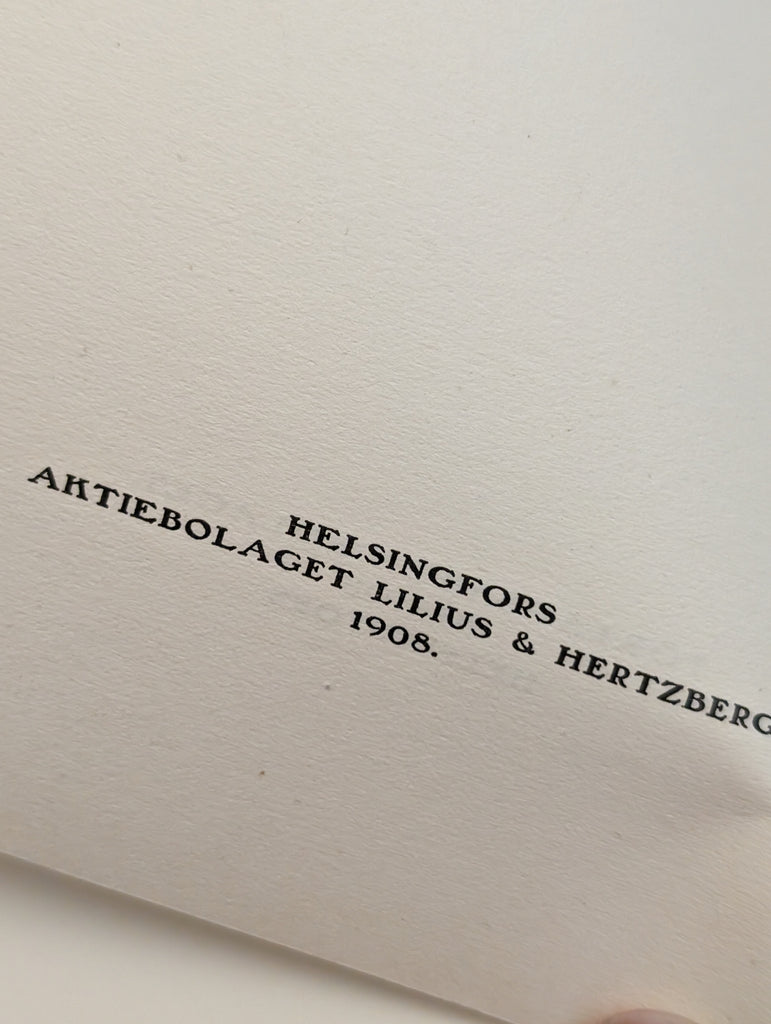 HELSINGFORS
AKTIEBOLAGET LILIUS & HERTZBERG
1908.